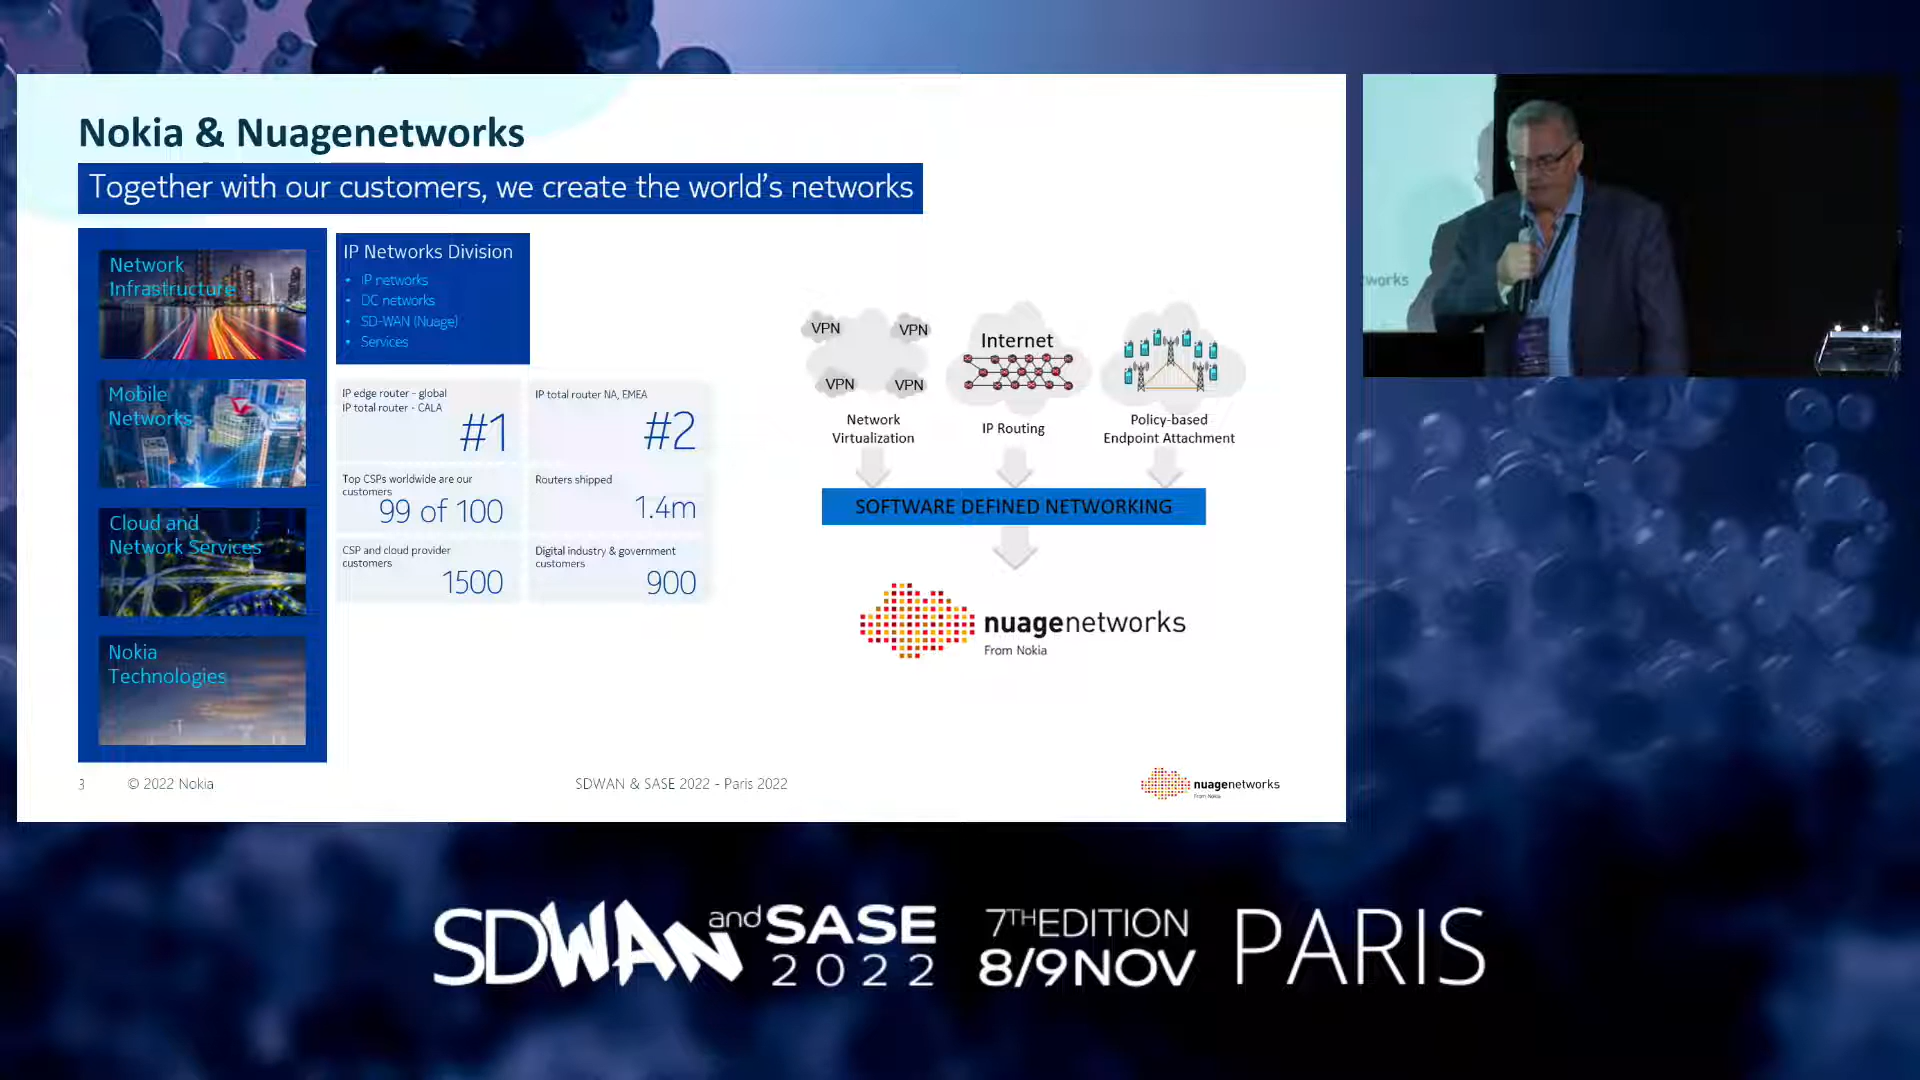 Nokia & Nuagenetworks
Together with our customers, we create the world's networks
Network
Infrastructure
Mobile
Networks
Cloud and
Network Services
Nokia
Technologies
IP Networks Division
• IP networks
• DC networks
• SD-WAN (Nuage)
• Services
IP edge router - global
IP total router - CALA
#1
IP total router NA, EMEA
#2
Top CSPs worldwide are our
customers
99 of 100
Routers shipped
1.4m
CSP and cloud provider
customers
1500
Digital industry & government
customers
900
VPN
VPN
VPN
VPN
Network
Virtualization
Internet
IP Routing
Policy-based
Endpoint Attachment
SOFTWARE DEFINED NETWORKING
nuagenetworks
From Nokia
3
© 2022 Nokia
SDWAN & SASE 2022 - Paris 2022
nuagenetworks
From Nokia
works
SDWAN and SASE
2022
7TH EDITION
8/9 NOV
PARIS